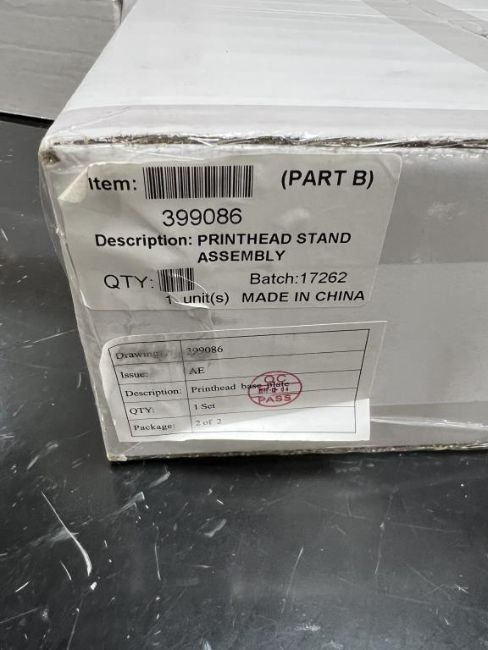 Item: (PART B)
399086
Description: PRINTHEAD STAND
ASSEMBLY
QTY: Batch:17262
1 unit(s) MADE IN CHINA
Drawing: 399086
Issue: AE
Description: Printhead base plate
QTY: 1 Set
Package: 2 of 2
QC
PASS